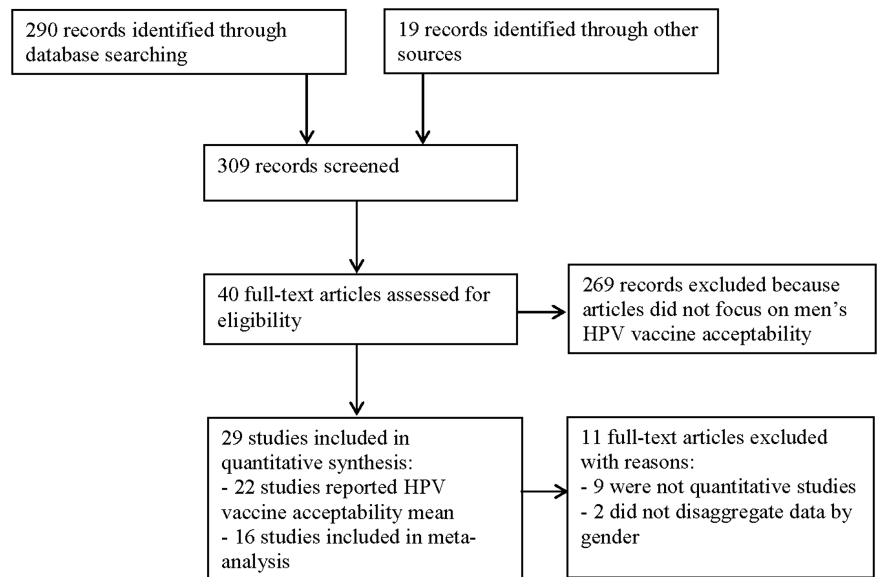 290 records identified through
database searching
19 records identified through other
sources
309 records screened
40 full-text articles assessed for
eligibility
269 records excluded because
articles did not focus on men’s
HPV vaccine acceptability
29 studies included in
quantitative synthesis:
- 22 studies reported HPV
vaccine acceptability mean
- 16 studies included in meta-
analysis
11 full-text articles excluded
with reasons:
- 9 were not quantitative studies
- 2 did not disaggregate data by
gender